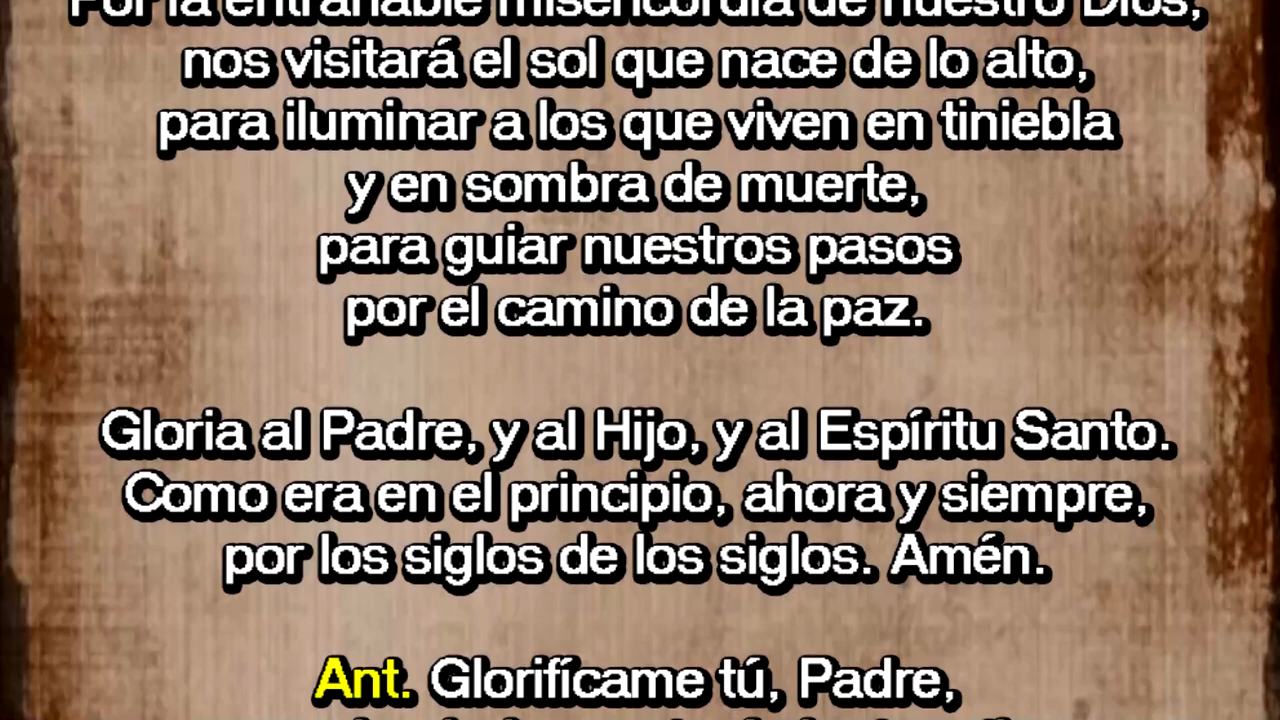 Por la entrañable misericordia de nuestro Dios,
nos visitará el sol que nace de lo alto,
para iluminar a los que viven en tiniebla
y en sombra de muerte,
para guiar nuestros pasos
por el camino de la paz.
Gloria al Padre, y al Hijo, y al Espíritu Santo.
Como era en el principio, ahora y siempre,
por los siglos de los siglos. Amén.
Ant. Glorifícame tú, Padre,